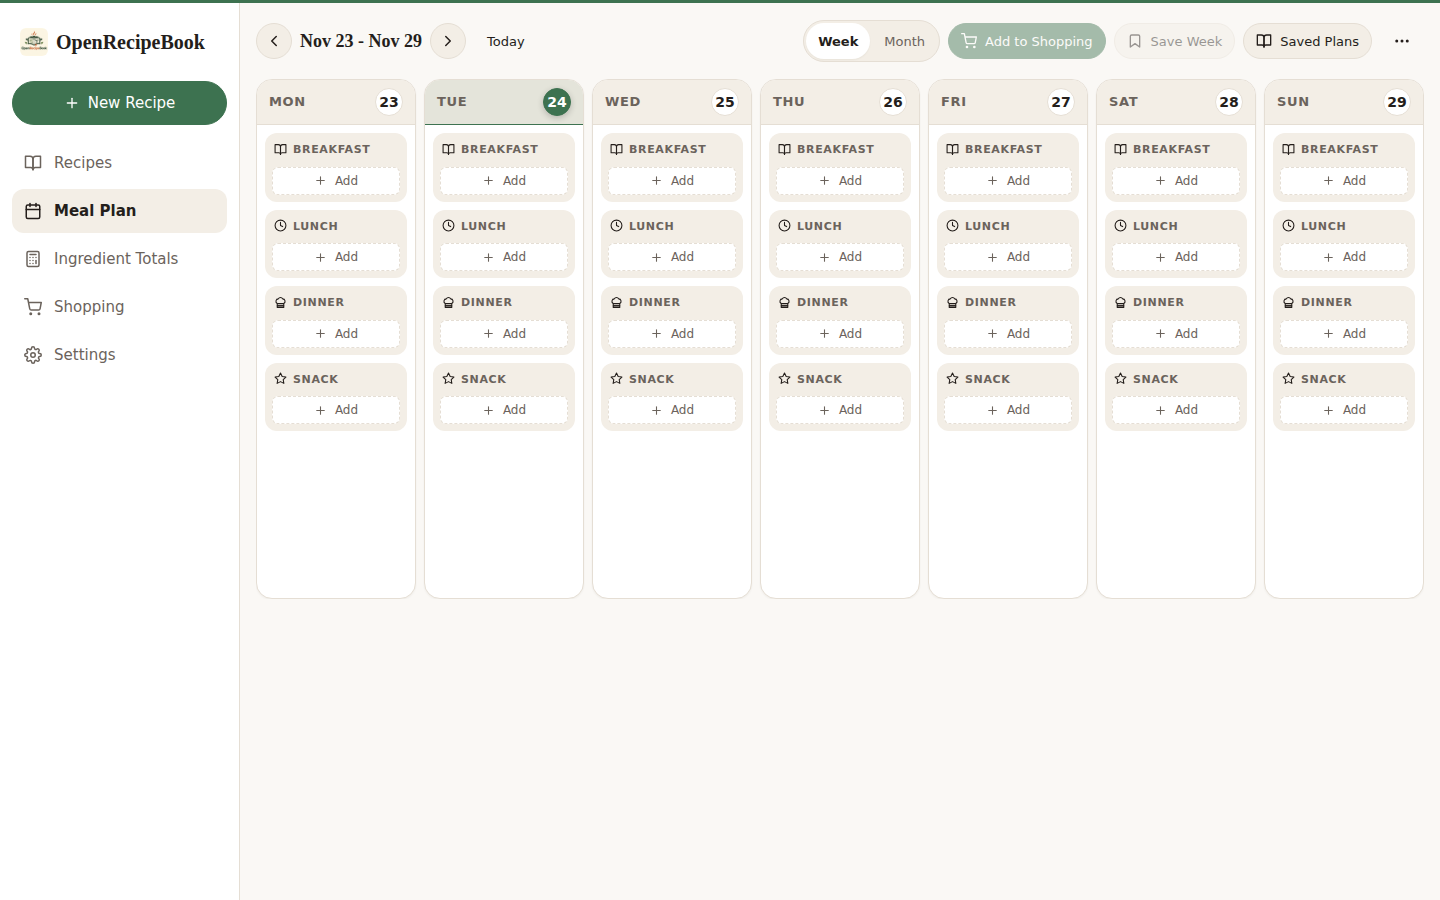 OpenRecipeBook
New Recipe
Recipes
Meal Plan
Ingredient Totals
Shopping
Settings
Nov 23 - Nov 29
Today
Week
Month
Add to Shopping
Save Week
Saved Plans
MON 23
BREAKFAST
Add
LUNCH
Add
DINNER
Add
SNACK
Add
TUE 24
BREAKFAST
Add
LUNCH
Add
DINNER
Add
SNACK
Add
WED 25
BREAKFAST
Add
LUNCH
Add
DINNER
Add
SNACK
Add
THU 26
BREAKFAST
Add
LUNCH
Add
DINNER
Add
SNACK
Add
FRI 27
BREAKFAST
Add
LUNCH
Add
DINNER
Add
SNACK
Add
SAT 28
BREAKFAST
Add
LUNCH
Add
DINNER
Add
SNACK
Add
SUN 29
BREAKFAST
Add
LUNCH
Add
DINNER
Add
SNACK
Add